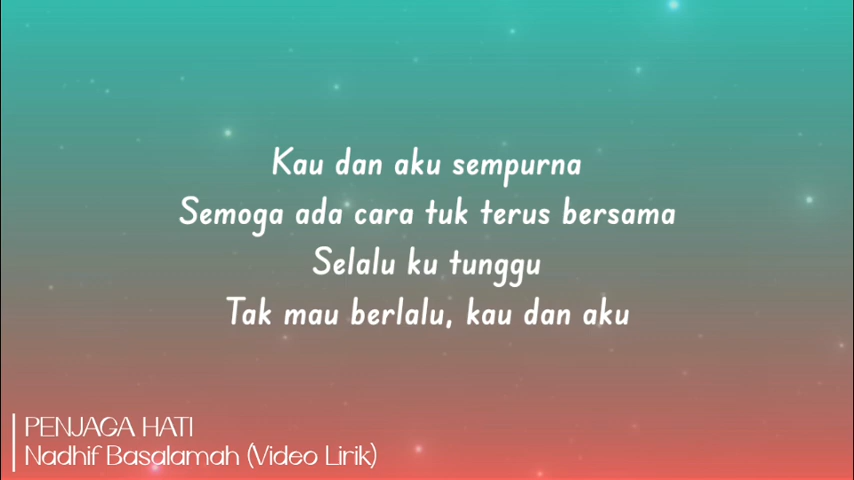 Kau dan aku sempurna
Semoga ada cara tuk terus bersama
Selalu ku tunggu
Tak mau berlalu, kau dan aku
PENJAGA HATI
Nadhif Basalamah (Video Lirik)